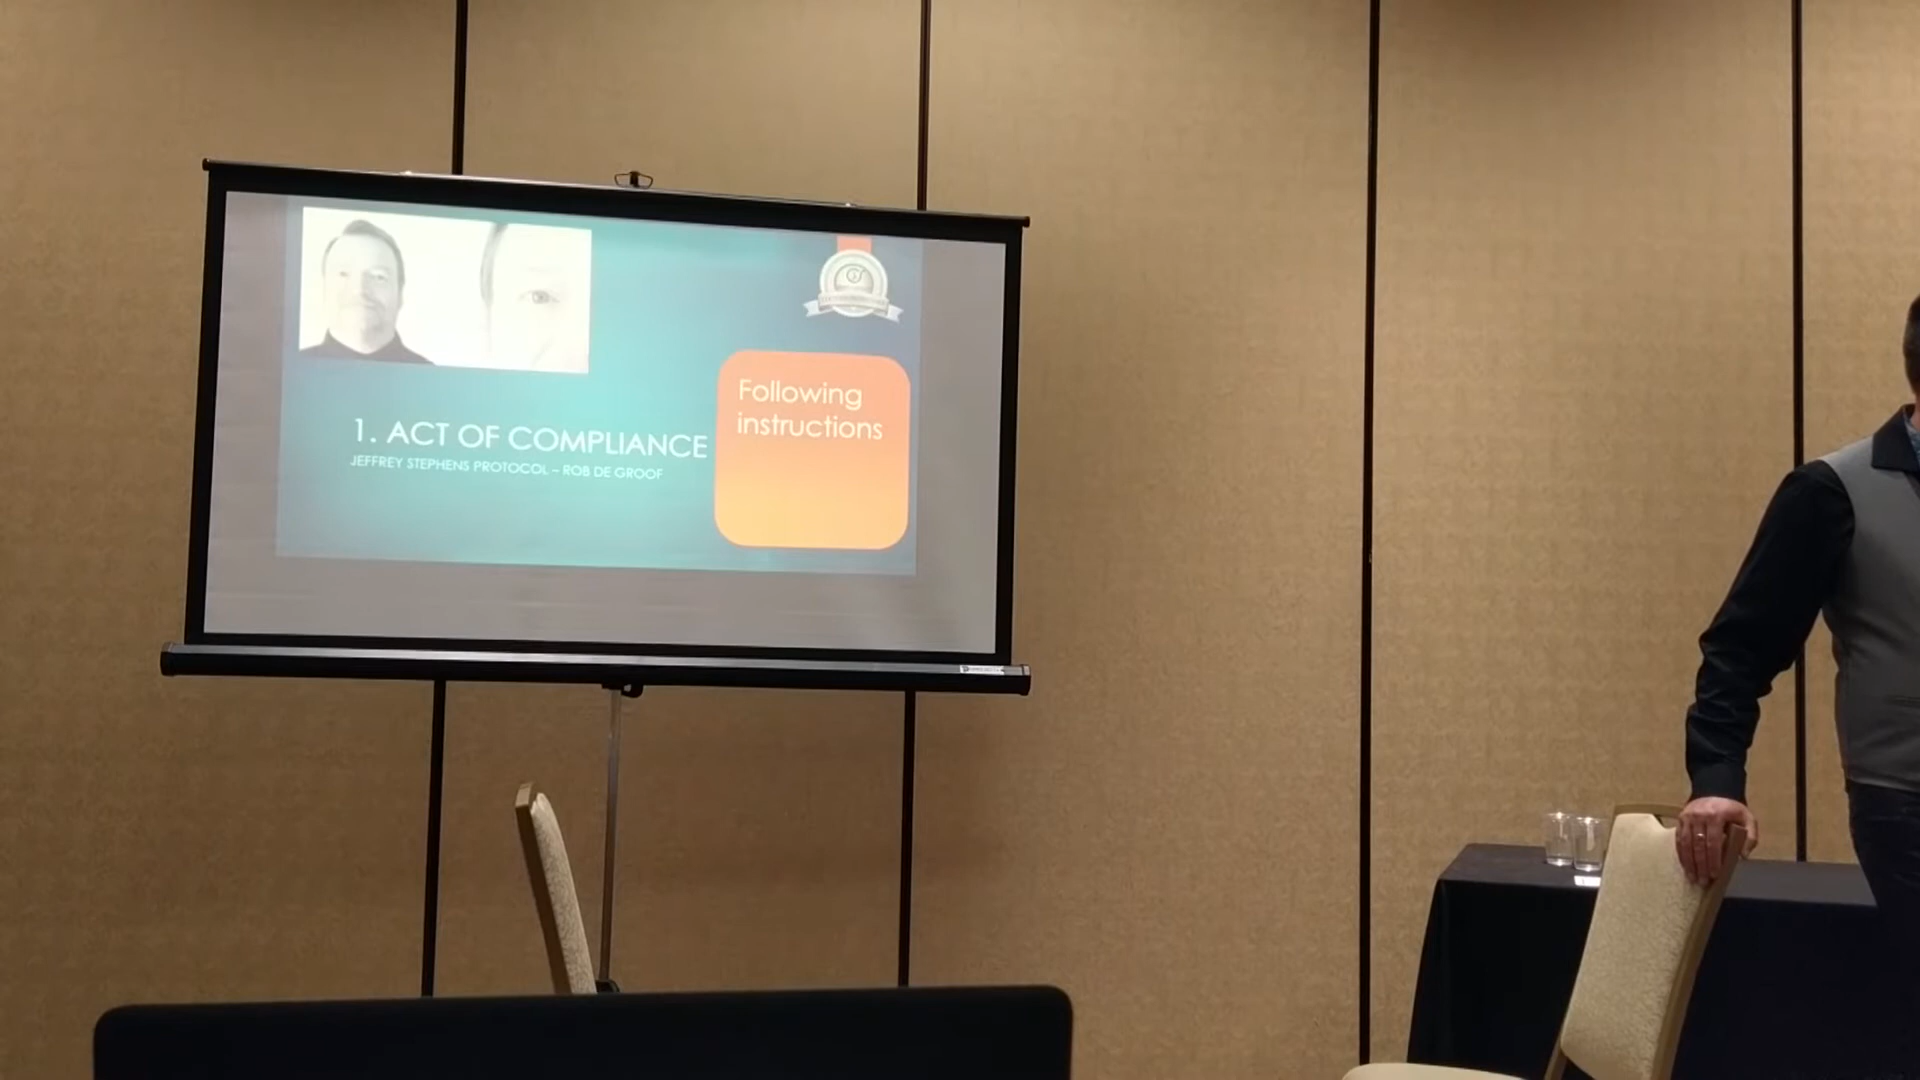 1. ACT OF COMPLIANCE
JEFFREY STEPHENS PROTOCOL – ROB DE GROOF
Following
instructions